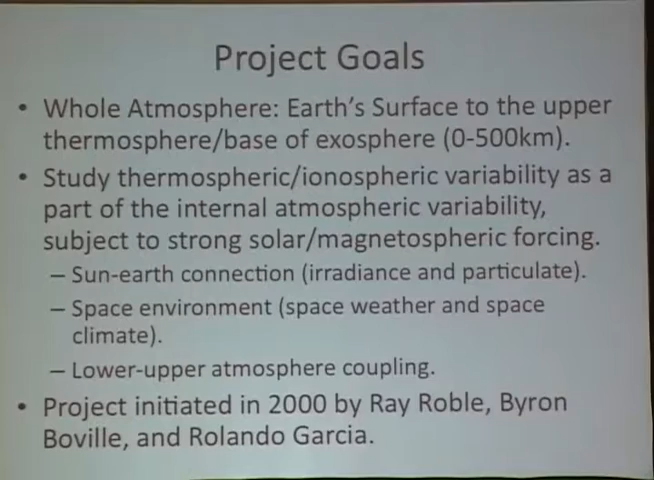 Project Goals
• Whole Atmosphere: Earth's Surface to the upper
thermosphere/base of exosphere (0-500km).
• Study thermospheric/ionospheric variability as a
part of the internal atmospheric variability,
subject to strong solar/magnetospheric forcing.
– Sun-earth connection (irradiance and particulate).
– Space environment (space weather and space
climate).
– Lower-upper atmosphere coupling.
• Project initiated in 2000 by Ray Roble, Byron
Boville, and Rolando Garcia.